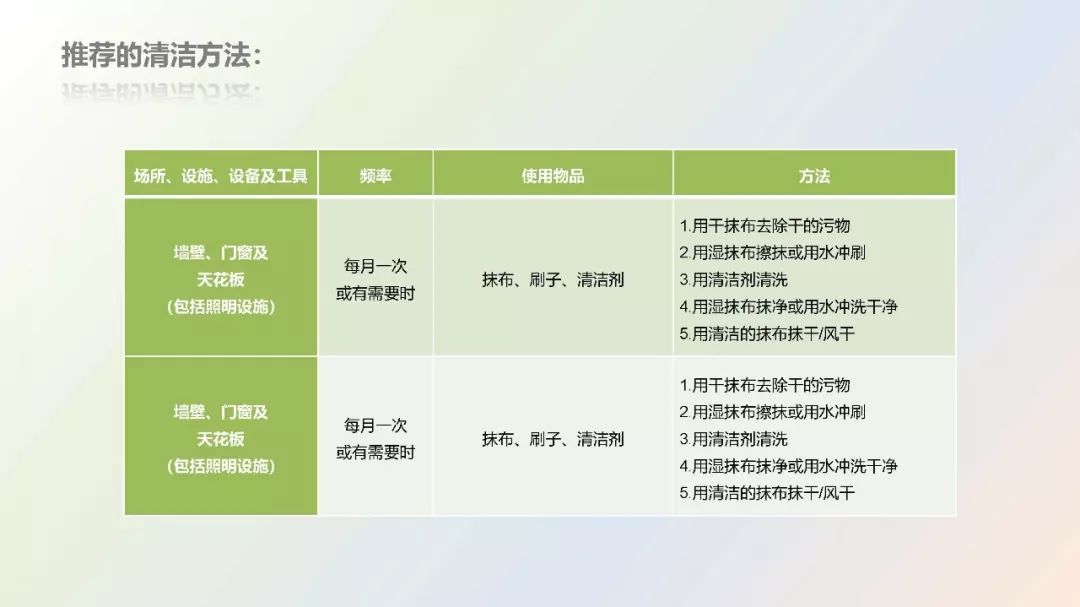 推荐的清洁方法：
场所、设施、设备及工具 频率 使用物品 方法
墙壁、门窗及
天花板
（包括照明设施）
每月一次
或有需要时
抹布、刷子、清洁剂
1.用干抹布去除干的污物
2.用湿抹布擦抹或用水冲刷
3.用清洁剂清洗
4.用湿抹布抹净或用水冲洗干净
5.用清洁的抹布抹干/风干
墙壁、门窗及
天花板
（包括照明设施）
每月一次
或有需要时
抹布、刷子、清洁剂
1.用干抹布去除干的污物
2.用湿抹布擦抹或用水冲刷
3.用清洁剂清洗
4.用湿抹布抹净或用水冲洗干净
5.用清洁的抹布抹干/风干